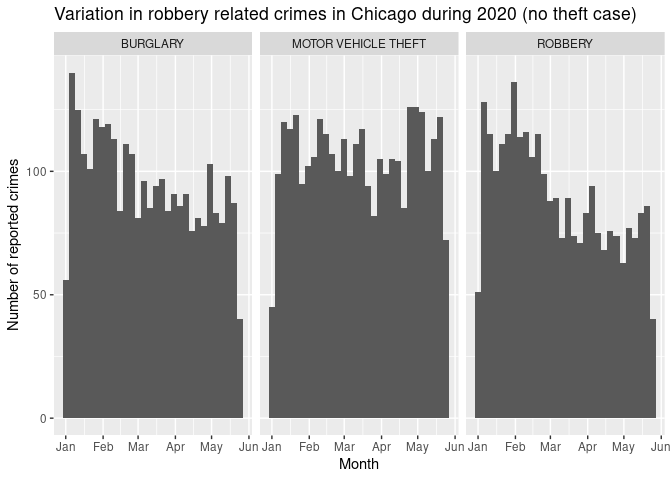 Variation in robbery related crimes in Chicago during 2020 (no theft case)
BURGLARY MOTOR VEHICLE THEFT ROBBERY
Number of reported crimes
100
50
0
Jan Feb Mar Apr May Jun Jan Feb Mar Apr May Jun Jan Feb Mar Apr May Jun
Month